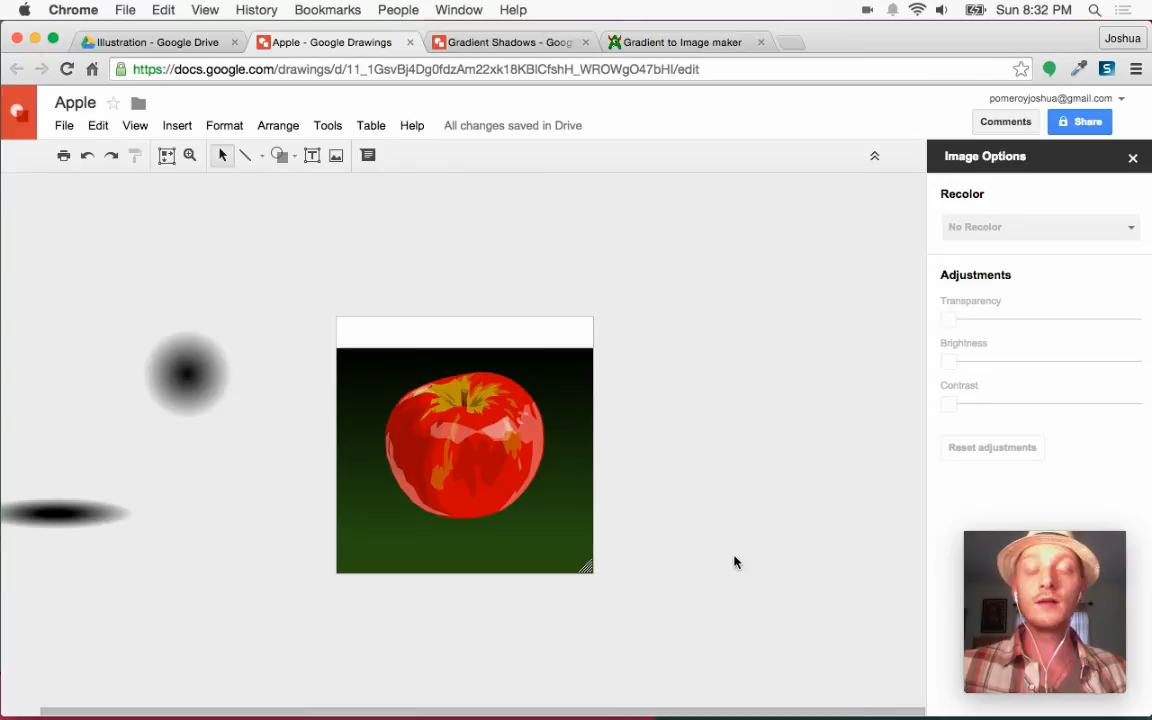 Chrome File Edit View History Bookmarks People Window Help Sun 8:32 PM
Illustration - Google Drive Apple - Google Drawings Gradient Shadows - Goog Gradient to Image maker Joshua
https://docs.google.com/drawings/d/11_1GsvBj4Dg0fdzAm22xk18KBlCfshH_WROWgO47bHI/edit
Apple pomeroyjoshua@gmail.com
File Edit View Insert Format Arrange Tools Table Help All changes saved in Drive Comments Share
Image Options
Recolor
No Recolor
Adjustments
Transparency
Brightness
Contrast
Reset adjustments